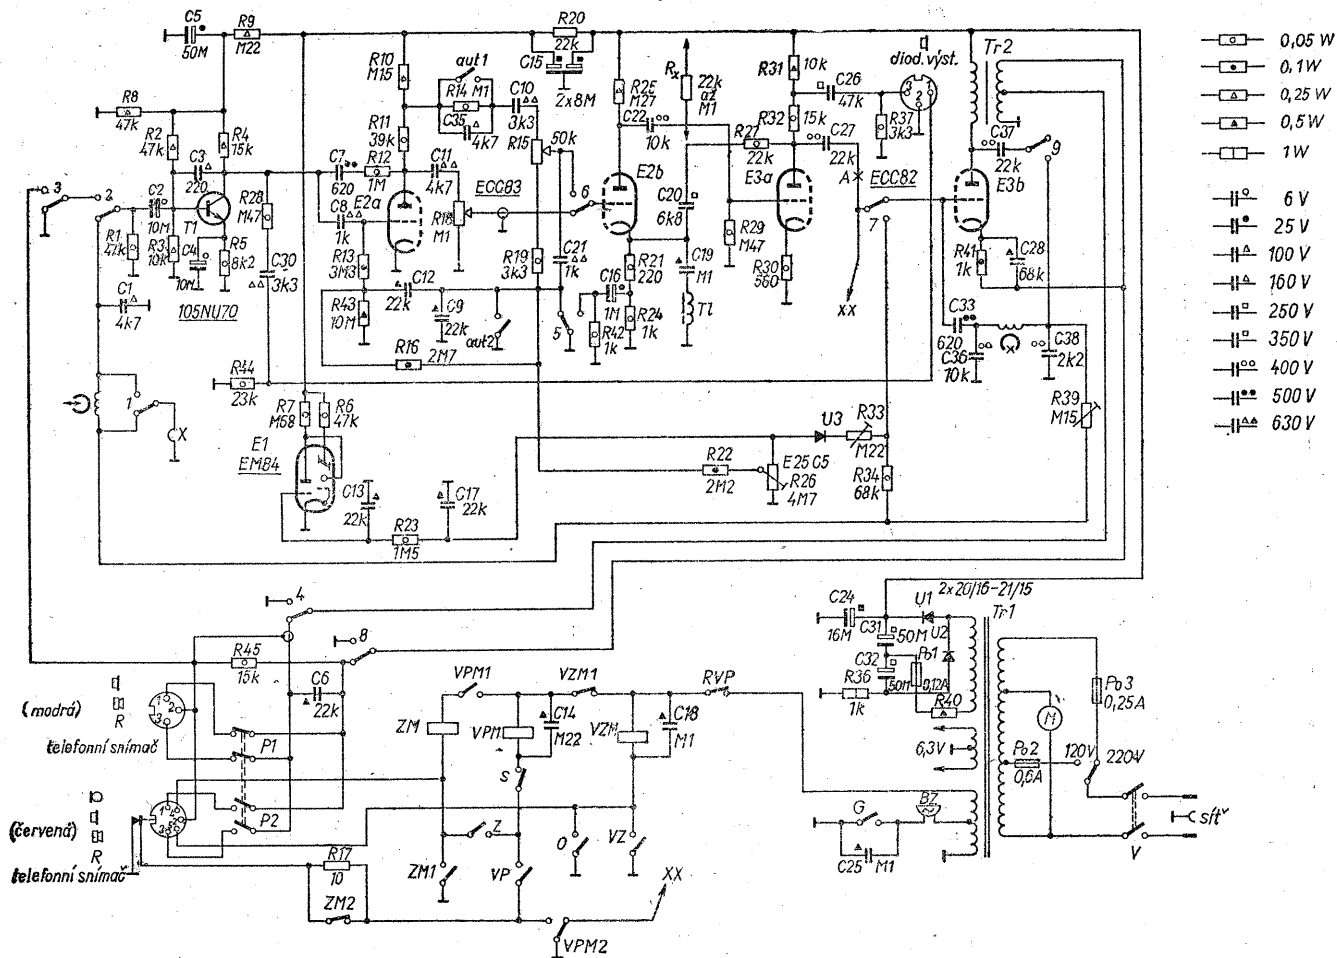 C5
50M
R9
M22
R20
22k
C15
2x8M
R10
M15
aut1
R14
M1
C10
3k3
C35
4k7
R11
39k
R15
50k
R25
M27
C22
10k
Rx
22k
až
M1
R31
10k
C26
47k
diod. výst.
3
1
2
Tr2
0,05 W
0,1 W
0,25 W
0,5 W
1 W
6 V
25 V
100 V
160 V
250 V
350 V
400 V
500 V
630 V
R8
47k
R2
47k
C3
220
R4
15k
C7
620
R12
1M
C11
4k7
ECC83
6
E2b
R27
22k
R32
15k
C27
22k
R37
3k3
C37
22k
9
3
2
C2
10M
T1
R28
M47
C8
1k
E2a
R18
M1
C20
6k8
E3a
A
ECC82
7
E3b
R1
47k
R3
10k
C4
10M
R5
8k2
C30
3k3
R13
3M3
C12
22k
R19
3k3
C21
1k
C16
1M
R21
220
C19
M1
R29
M47
R30
560
XX
R41
1k
C28
68k
105NU70
C1
4k7
R43
10M
C9
22k
aut2
5
R42
1k
R24
1k
Tl
C33
620
C36
10k
C38
2k2
R16
2M7
R44
23k
1
R7
M68
R6
47k
E1
EM84
U3
R33
M22
R39
M15
R22
2M2
E25 C5
R26
4M7
R34
68k
C13
22k
C17
22k
R23
1M5
4
8
R45
15k
C6
22k
(modrá)
R
telefonní snímač
1
2
3
P1
P2
(červená)
R
telefonní snímač
VPM1
VZM1
RVP
ZM
VPM
C14
M22
VZM
C18
M1
S
Z
O
VZ
ZM1
VP
XX
R17
10
ZM2
VPM2
2x20/16-21/15
C24
16M
U1
Tr1
C31
50M
U2
C32
50M
Po1
0,12A
R36
1k
R40
6,3V
M
Po3
0,25A
Po2
0,6A
120V
220V
G
BZ
C25
M1
síť
V